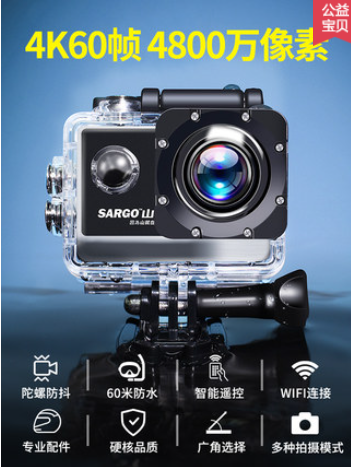 公益
宝贝
4K60帧 4800万像素
SARGO 山
陀螺防抖
60米防水
智能遥控
WIFI连接
专业配件
硬核品质
广角选择
多种拍摄模式